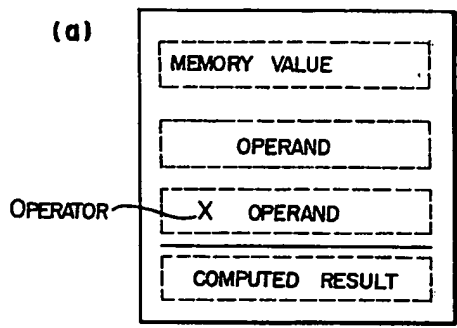 (a)
MEMORY VALUE
OPERAND
OPERATOR X OPERAND
COMPUTED RESULT